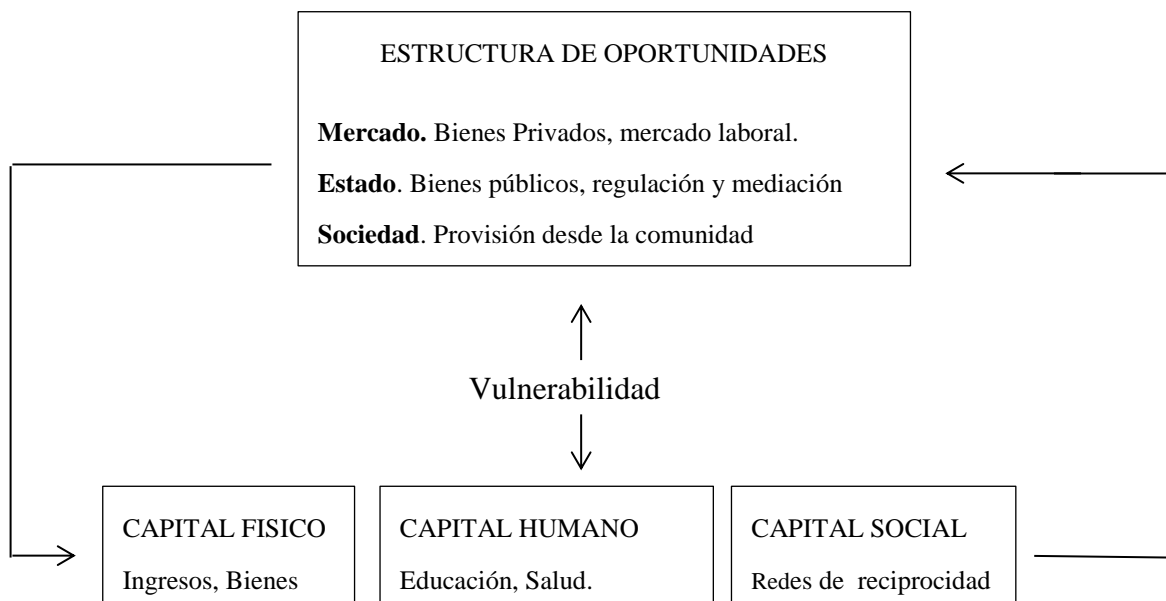 ESTRUCTURA DE OPORTUNIDADES
Mercado. Bienes Privados, mercado laboral.
Estado. Bienes públicos, regulación y mediación
Sociedad. Provisión desde la comunidad
Vulnerabilidad
CAPITAL FISICO
Ingresos, Bienes
CAPITAL HUMANO
Educación, Salud.
CAPITAL SOCIAL
Redes de reciprocidad